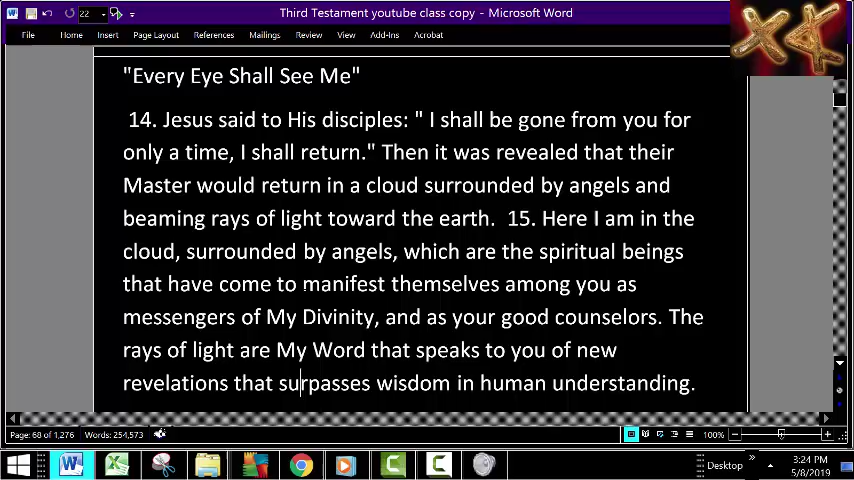 22
Third Testament youtube class copy - Microsoft Word
File Home Insert Page Layout References Mailings Review View Add-Ins Acrobat
"Every Eye Shall See Me"
14. Jesus said to His disciples: " I shall be gone from you for
only a time, I shall return." Then it was revealed that their
Master would return in a cloud surrounded by angels and
beaming rays of light toward the earth. 15. Here I am in the
cloud, surrounded by angels, which are the spiritual beings
that have come to manifest themselves among you as
messengers of My Divinity, and as your good counselors. The
rays of light are My Word that speaks to you of new
revelations that surpasses wisdom in human understanding.
Page: 68 of 1,276 Words: 254,573 100%
Desktop 3:24 PM
5/8/2019